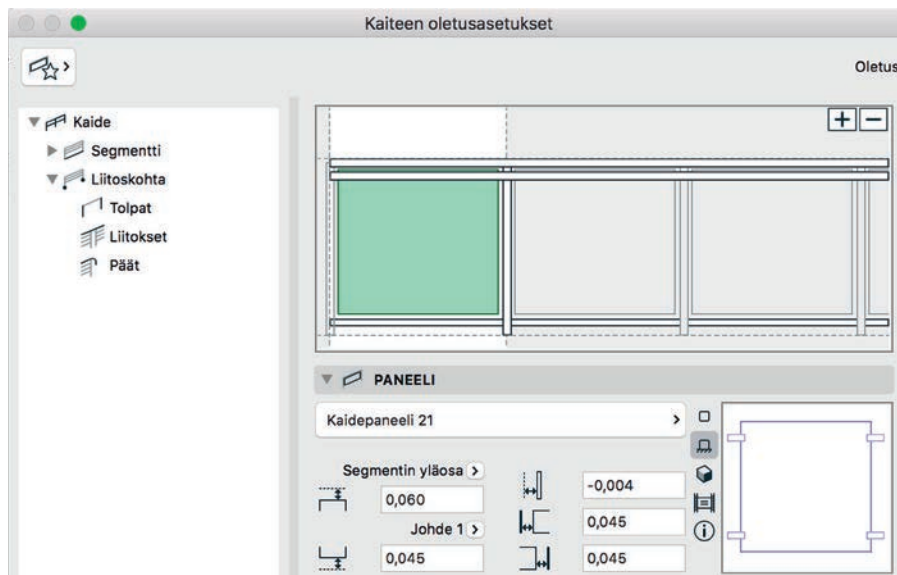 Kaiteen oletusasetukset
Oletus
Kaide
Segmentti
Liitoskohta
Tolpat
Liitokset
Päät
PANEELI
Kaidepaneeli 21
Segmentin yläosa
0,060
-0,004
Johde 1
0,045
0,045
0,045